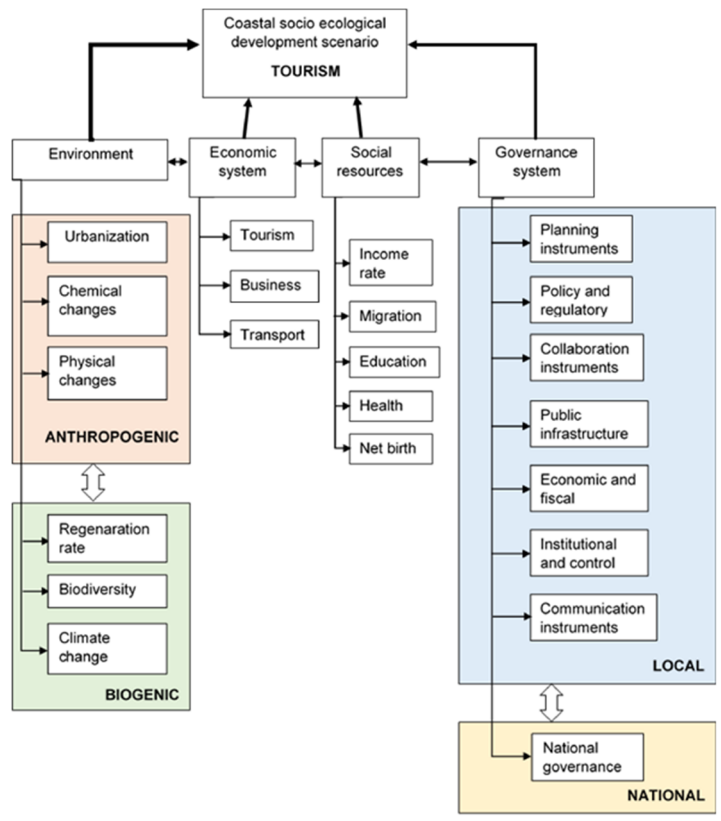 Coastal socio ecological
development scenario
TOURISM
Environment
Economic
system
Social
resources
Governance
system
Urbanization
Chemical
changes
Physical
changes
ANTHROPOGENIC
Regenaration
rate
Biodiversity
Climate
change
BIOGENIC
Tourism
Business
Transport
Income
rate
Migration
Education
Health
Net birth
Planning
instruments
Policy and
regulatory
Collaboration
instruments
Public
infrastructure
Economic and
fiscal
Institutional
and control
Communication
instruments
LOCAL
National
governance
NATIONAL